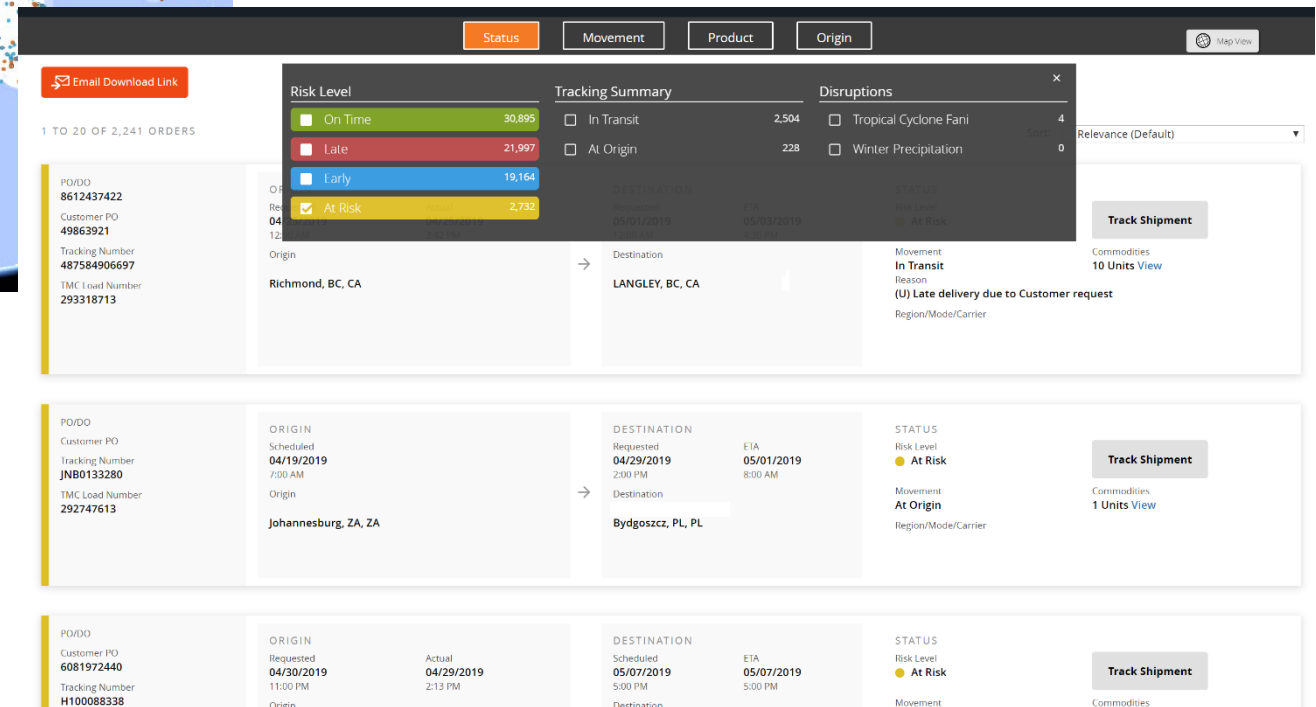 Status
Movement
Product
Origin
Map View
Email Download Link
1 TO 20 OF 2,241 ORDERS
Relevance (Default)
Risk Level
On Time 30,895
Late 21,997
Early 19,164
At Risk 2,732
Tracking Summary
In Transit 2,504
At Origin 228
Disruptions
Tropical Cyclone Fani 4
Winter Precipitation 0
PO/DO
8612437422
Customer PO
49863921
Tracking Number
487584906697
TMC Load Number
293318713
Origin
Richmond, BC, CA
DESTINATION
Requested
05/01/2019
ETA
05/03/2019
Destination
LANGLEY, BC, CA
STATUS
At Risk
Track Shipment
Movement
In Transit
Reason
(U) Late delivery due to Customer request
Region/Mode/Carrier
Commodities
10 Units View
PO/DO
Customer PO
Tracking Number
JNB0133280
TMC Load Number
292747613
ORIGIN
Scheduled
04/19/2019
7:00 AM
Origin
Johannesburg, ZA, ZA
DESTINATION
Requested
04/29/2019
2:00 PM
ETA
05/01/2019
8:00 AM
Destination
Bydgoszcz, PL, PL
STATUS
Risk Level
At Risk
Track Shipment
Movement
At Origin
Region/Mode/Carrier
Commodities
1 Units View
PO/DO
Customer PO
6081972440
Tracking Number
H100088338
ORIGIN
Requested
04/30/2019
11:00 PM
Actual
04/29/2019
2:13 PM
Origin
DESTINATION
Scheduled
05/07/2019
5:00 PM
ETA
05/07/2019
5:00 PM
Destination
STATUS
Risk Level
At Risk
Track Shipment
Movement
Commodities